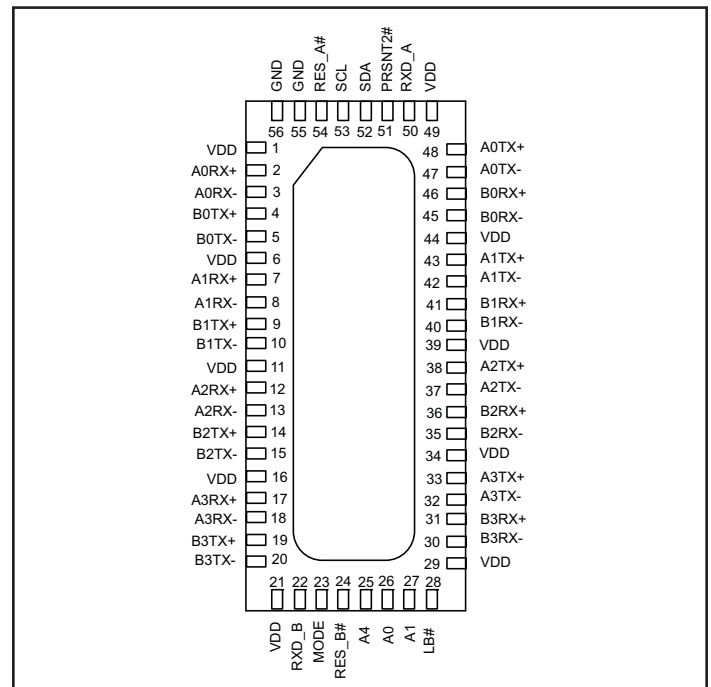 GND GND RES_A# SCL SDA PRSNT2# RXD_A VDD
56 55 54 53 52 51 50 49
VDD 1 48 A0TX+
A0RX+ 2 47 A0TX-
A0RX- 3 46 B0RX+
B0TX+ 4 45 B0RX-
B0TX- 5 44 VDD
VDD 6 43 A1TX+
A1RX+ 7 42 A1TX-
A1RX- 8 41 B1RX+
B1TX+ 9 40 B1RX-
B1TX- 10 39 VDD
VDD 11 38 A2TX+
A2RX+ 12 37 A2TX-
A2RX- 13 36 B2RX+
B2TX+ 14 35 B2RX-
B2TX- 15 34 VDD
VDD 16 33 A3TX+
A3RX+ 17 32 A3TX-
A3RX- 18 31 B3RX+
B3TX+ 19 30 B3RX-
B3TX- 20 29 VDD
21 22 23 24 25 26 27 28
VDD RXD_B MODE RES_B# A4 A0 A1 LB#